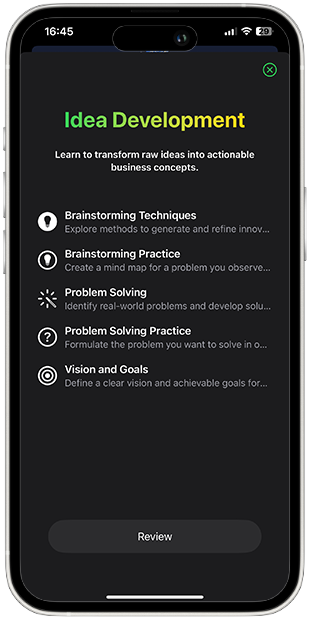 16:45
29
Idea Development
Learn to transform raw ideas into actionable
business concepts.
Brainstorming Techniques
Explore methods to generate and refine innov...
Brainstorming Practice
Create a mind map for a problem you observe...
Problem Solving
Identify real-world problems and develop solu...
Problem Solving Practice
Formulate the problem you want to solve in o...
Vision and Goals
Define a clear vision and achievable goals for...
Review